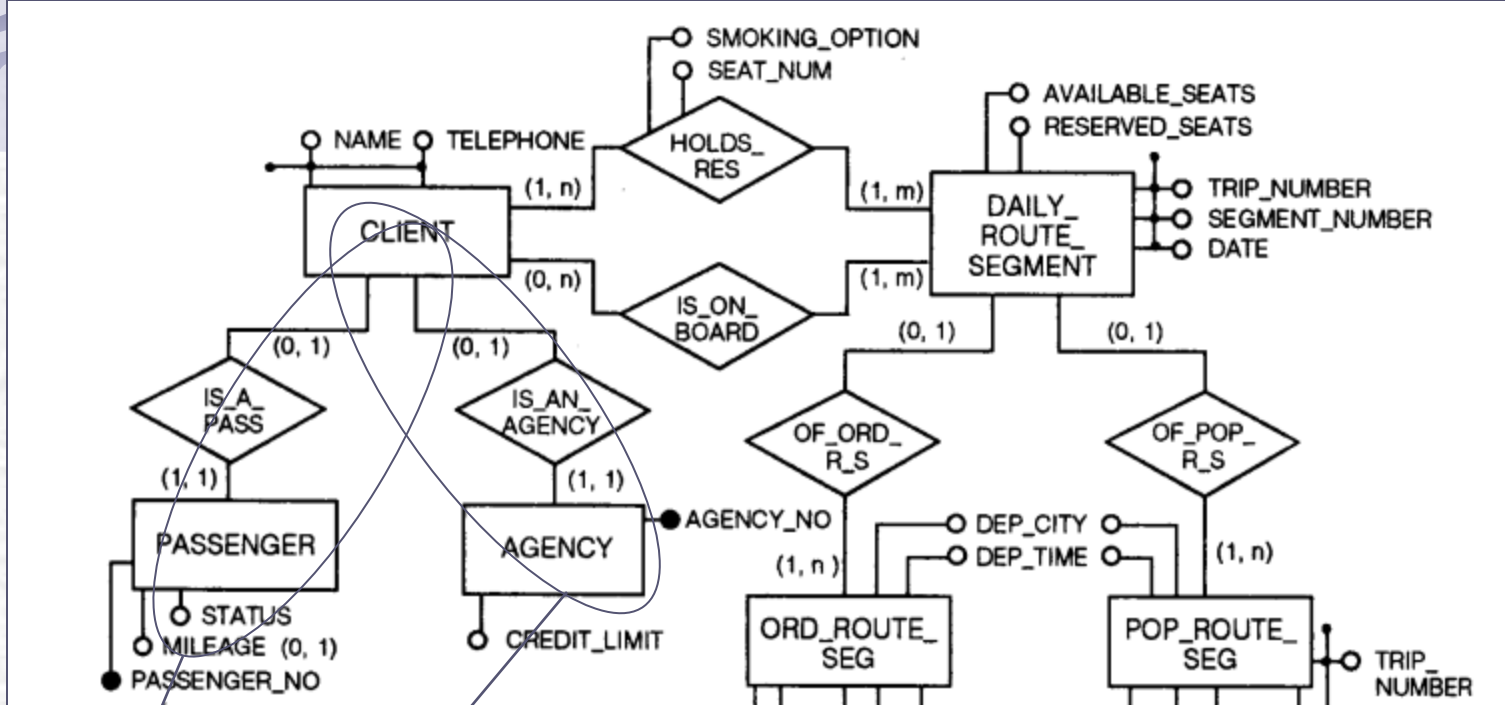 SMOKING_OPTION
SEAT_NUM
NAME
TELEPHONE
HOLDS_
RES
AVAILABLE_SEATS
RESERVED_SEATS
(1, n)
(1, m)
TRIP_NUMBER
SEGMENT_NUMBER
DATE
CLIENT
DAILY_
ROUTE_
SEGMENT
(0, n)
(1, m)
IS_ON_
BOARD
(0, 1)
(0, 1)
(0, 1)
(0, 1)
IS_A_
PASS
IS_AN_
AGENCY
OF_ORD_
R_S
OF_POP_
R_S
(1, 1)
(1, 1)
PASSENGER
AGENCY
AGENCY_NO
DEP_CITY
DEP_TIME
(1, n)
(1, n)
STATUS
MILEAGE (0, 1)
PASSENGER_NO
CREDIT_LIMIT
ORD_ROUTE_
SEG
POP_ROUTE_
SEG
TRIP_
NUMBER